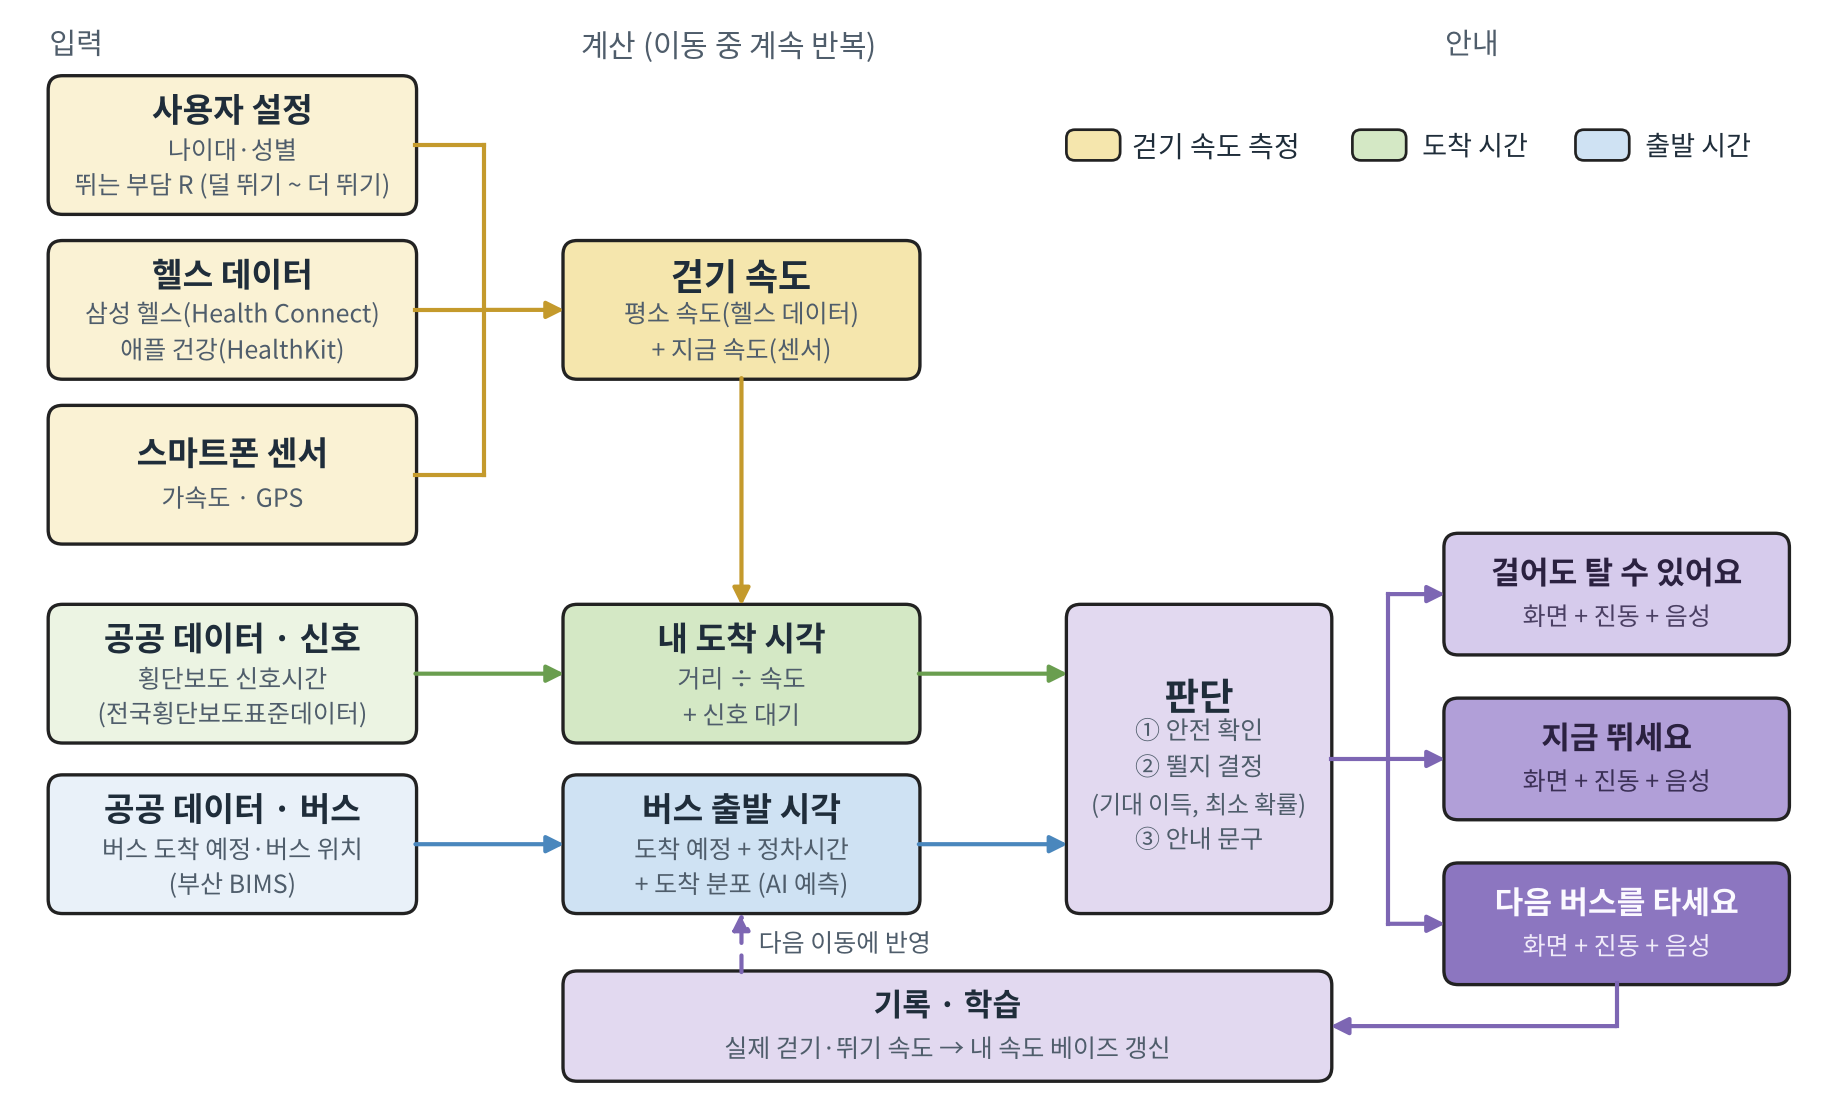 입력
계산 (이동 중 계속 반복)
안내
걷기 속도 측정
도착 시간
출발 시간
사용자 설정
나이대·성별
뛰는 부담 R (덜 뛰기 ~ 더 뛰기)
헬스 데이터
삼성 헬스(Health Connect)
애플 건강(HealthKit)
스마트폰 센서
가속도 · GPS
걷기 속도
평소 속도(헬스 데이터)
+ 지금 속도(센서)
공공 데이터 · 신호
횡단보도 신호시간
(전국횡단보도표준데이터)
내 도착 시각
거리 ÷ 속도
+ 신호 대기
공공 데이터 · 버스
버스 도착 예정·버스 위치
(부산 BIMS)
버스 출발 시각
도착 예정 + 정차시간
+ 도착 분포 (AI 예측)
판단
① 안전 확인
② 뛸지 결정
(기대 이득, 최소 확률)
③ 안내 문구
걸어도 탈 수 있어요
화면 + 진동 + 음성
지금 뛰세요
화면 + 진동 + 음성
다음 버스를 타세요
화면 + 진동 + 음성
다음 이동에 반영
기록 · 학습
실제 걷기·뛰기 속도 → 내 속도 베이즈 갱신